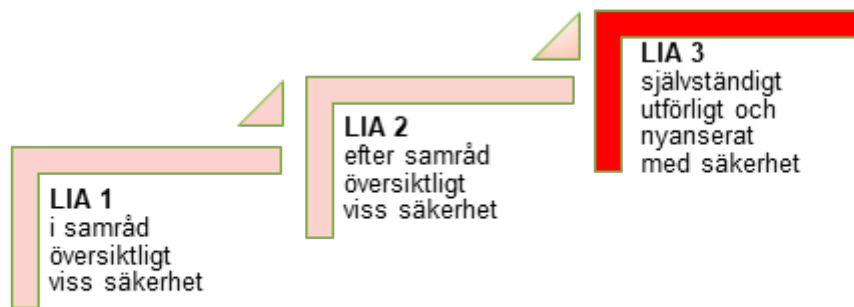 LIA 1
i samråd
översiktligt
viss säkerhet
LIA 2
efter samråd
översiktligt
viss säkerhet
LIA 3
självständigt
utförligt och
nyanserat
med säkerhet